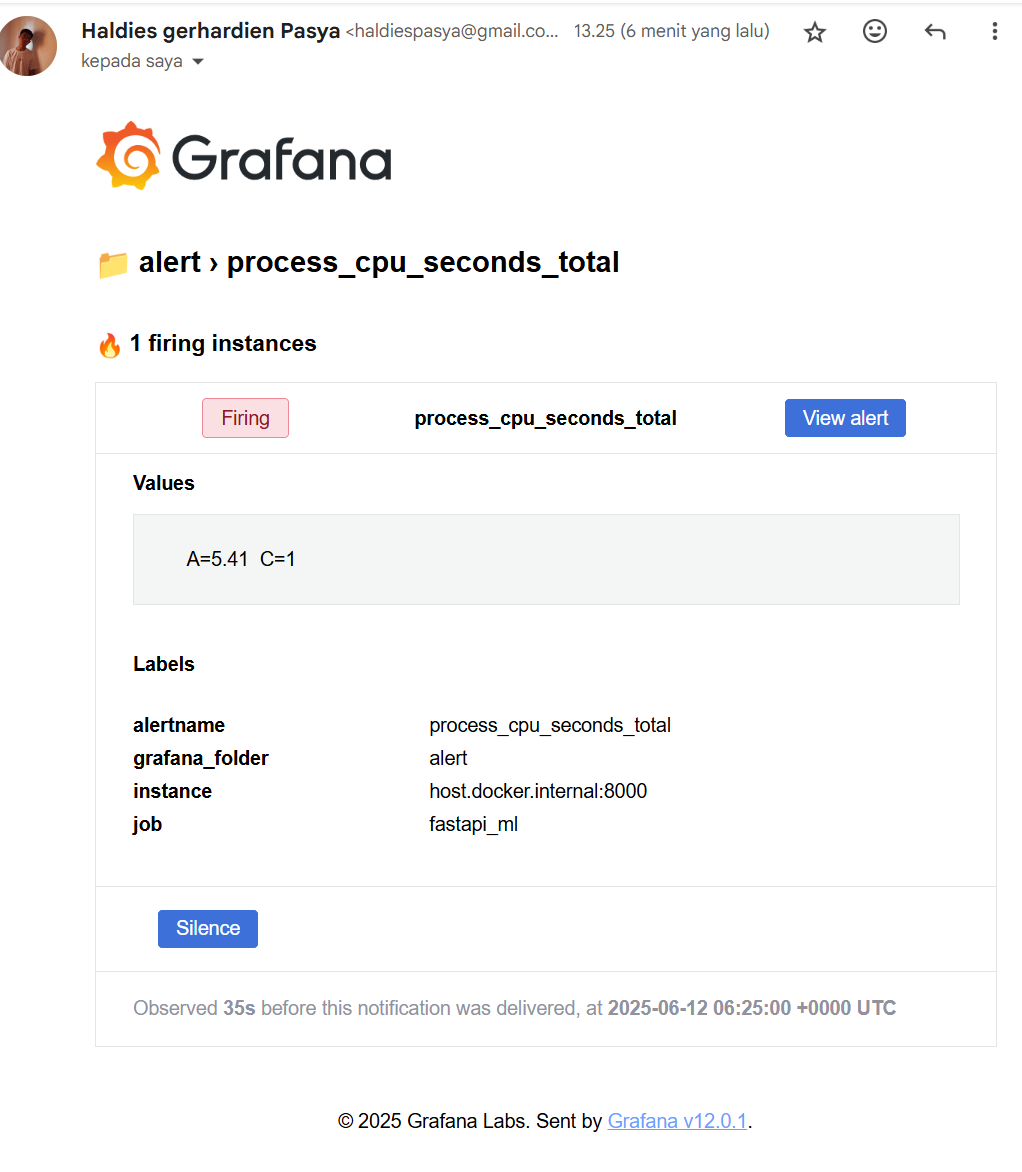 Haldies gerhardien Pasya <haldiespasya@gmail.co... 13.25 (6 menit yang lalu)
kepada saya
Grafana
alert › process_cpu_seconds_total
1 firing instances
Firing process_cpu_seconds_total View alert
Values
A=5.41 C=1
Labels
alertname process_cpu_seconds_total
grafana_folder alert
instance host.docker.internal:8000
job fastapi_ml
Silence
Observed 35s before this notification was delivered, at 2025-06-12 06:25:00 +0000 UTC
© 2025 Grafana Labs. Sent by Grafana v12.0.1.